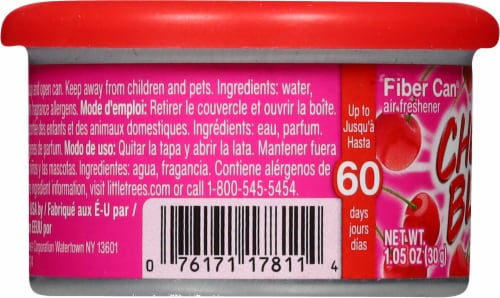 and open can. Keep away from children and pets. Ingredients: water,
fragrance allergens. Mode d'emploi: Retirer le couvercle et ouvrir la boîte.
des enfants et des animaux domestiques. Ingrédients: eau, parfum.
de parfum. Modo de uso: Quitar la tapa y abrir la lata. Mantener fuera
y las mascotas. Ingredientes: agua, fragancia. Contiene alérgenos de
information, visit littletrees.com or call 1-800-545-5454.
USA by / Fabriqué aux É-U par /
EEUU por
Corporation Watertown NY 13601
0 76171 17811 4
Up to
Jusqu'à
Hasta
60
days
jours
días
Fiber Can
air freshener
NET WT.
1.05 OZ (30g)